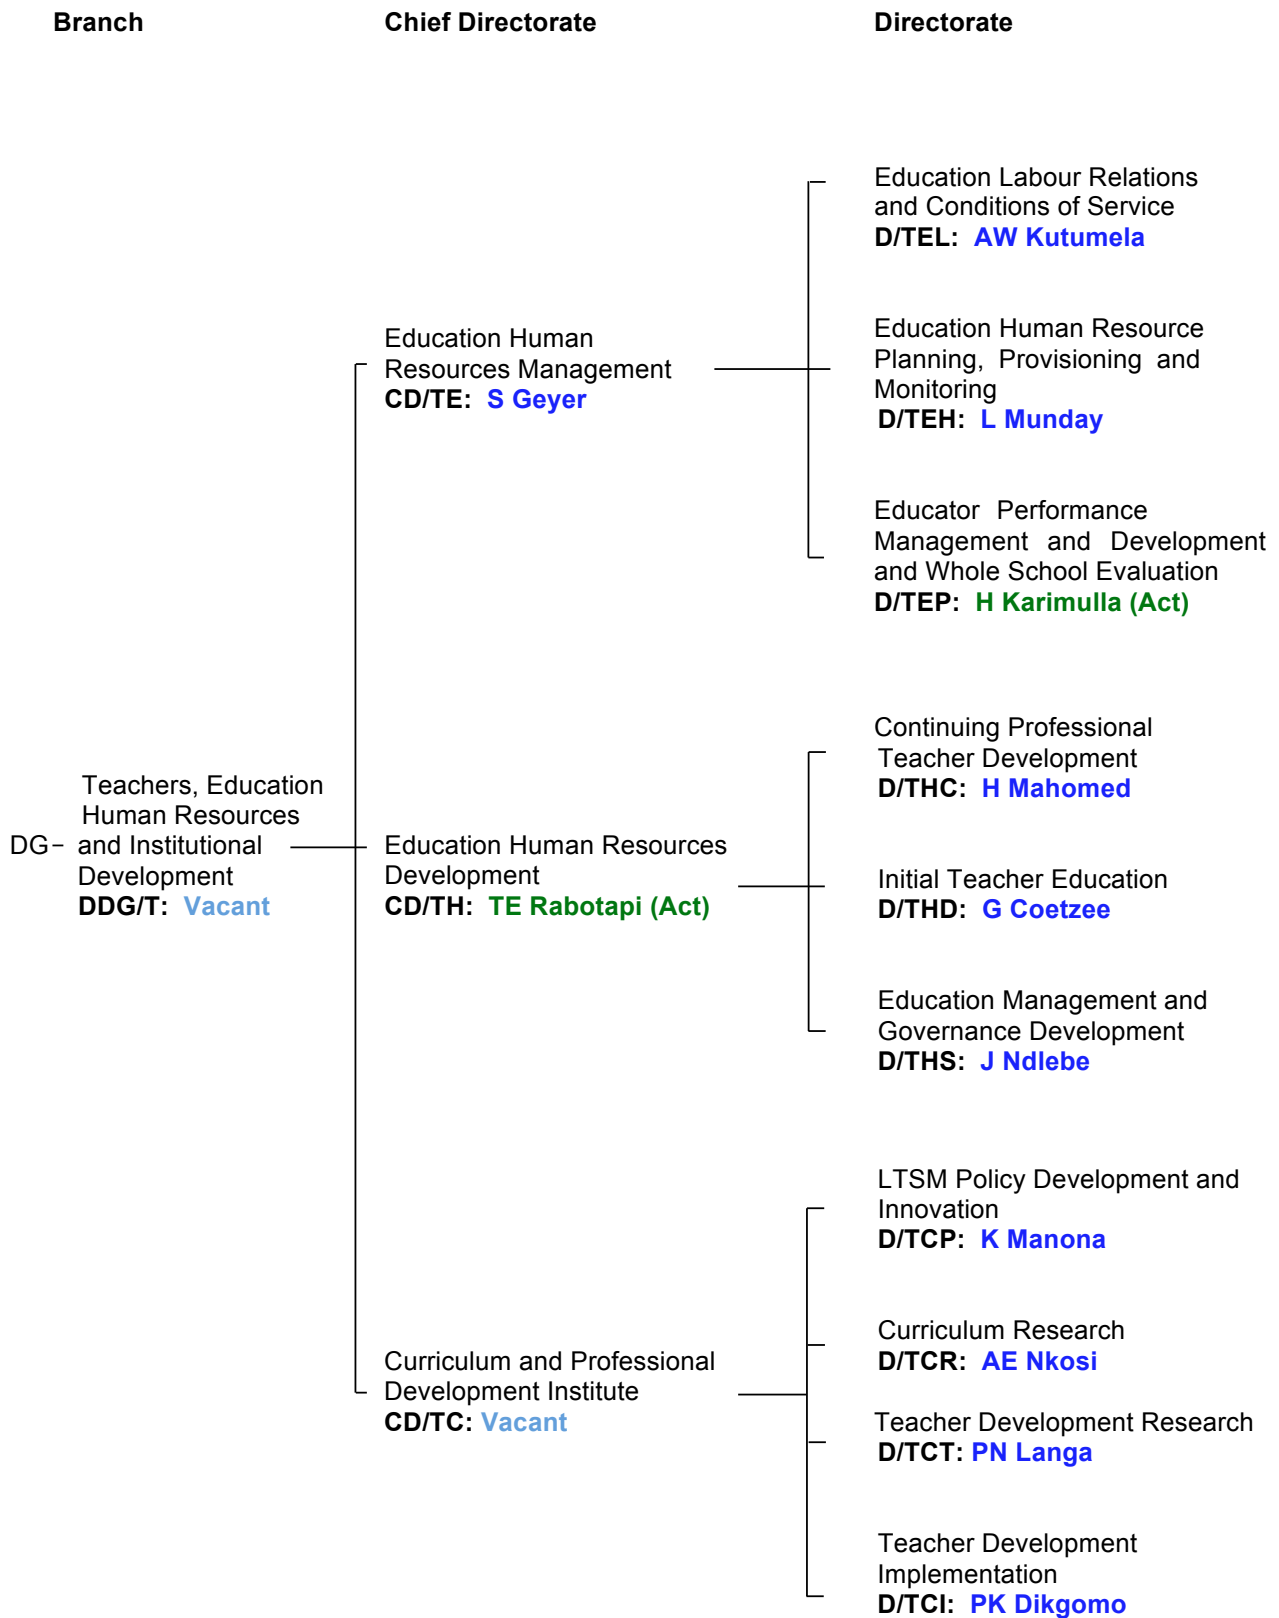 Branch
Chief Directorate
Directorate
Education Labour Relations
and Conditions of Service
D/TEL: AW Kutumela
Education Human Resource
Planning, Provisioning and
Monitoring
D/TEH: L Munday
Educator Performance
Management and Development
and Whole School Evaluation
D/TEP: H Karimulla (Act)
Education Human
Resources Management
CD/TE: S Geyer
Continuing Professional
Teacher Development
D/THC: H Mahomed
Initial Teacher Education
D/THD: G Coetzee
Education Management and
Governance Development
D/THS: J Ndlebe
DG-
Teachers, Education
Human Resources
and Institutional
Development
DDG/T: Vacant
Education Human Resources
Development
CD/TH: TE Rabotapi (Act)
LTSM Policy Development and
Innovation
D/TCP: K Manona
Curriculum Research
D/TCR: AE Nkosi
Teacher Development Research
D/TCT: PN Langa
Teacher Development
Implementation
D/TCI: PK Dikgomo
Curriculum and Professional
Development Institute
CD/TC: Vacant